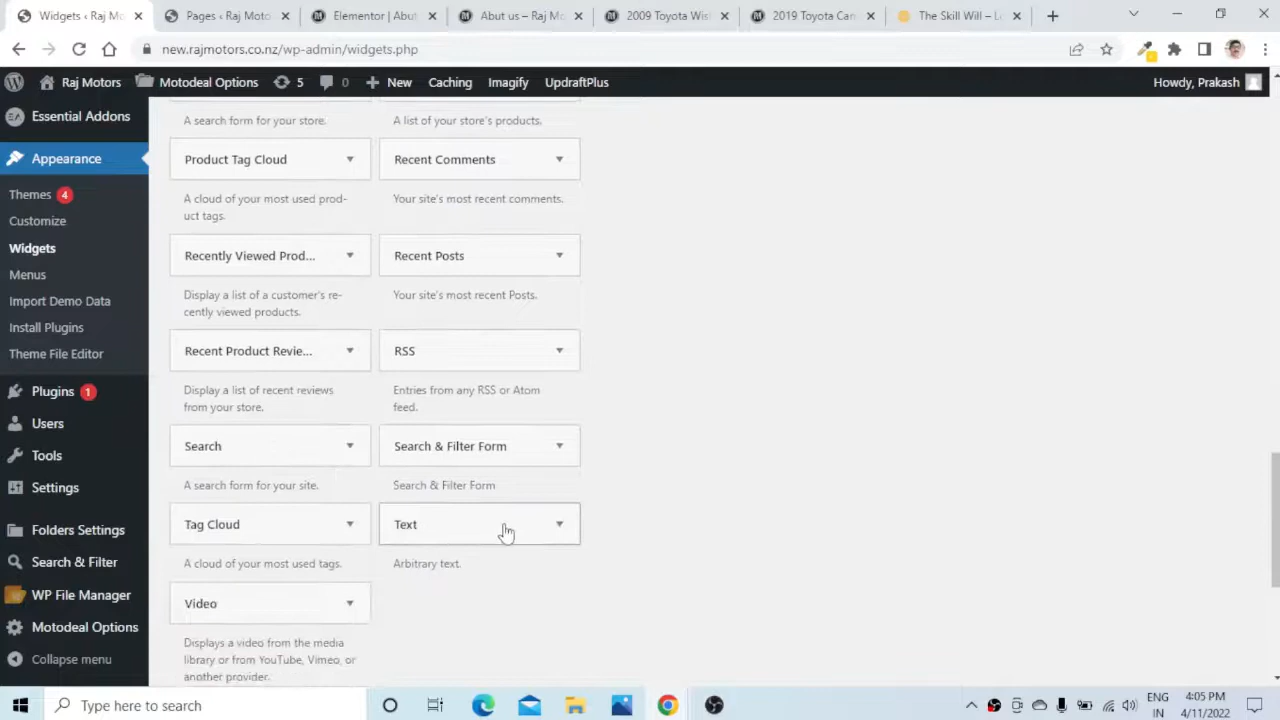 Widgets ‹ Raj Mo
Pages ‹ Raj Moto
Elementor | Abut
Abut us – Raj Mo
2009 Toyota Wis
2019 Toyota Can
The Skill Will – L
new.rajmotors.co.nz/wp-admin/widgets.php
Raj Motors
Motodeal Options
5
0
New
Caching
Imagify
UpdraftPlus
Howdy, Prakash
Essential Addons
Appearance
Themes 4
Customize
Widgets
Menus
Import Demo Data
Install Plugins
Theme File Editor
Plugins 1
Users
Tools
Settings
Folders Settings
Search & Filter
WP File Manager
Motodeal Options
Collapse menu
A search form for your store.
A list of your store's products.
Product Tag Cloud
Recent Comments
A cloud of your most used prod-
uct tags.
Your site's most recent comments.
Recently Viewed Prod...
Recent Posts
Display a list of a customer's re-
cently viewed products.
Your site's most recent Posts.
Recent Product Revie...
RSS
Display a list of recent reviews
from your store.
Entries from any RSS or Atom
feed.
Search
Search & Filter Form
A search form for your site.
Search & Filter Form
Tag Cloud
Text
A cloud of your most used tags.
Arbitrary text.
Video
Displays a video from the media
library or from YouTube, Vimeo, or
another provider.
Type here to search
ENG
IN
4:05 PM
4/11/2022